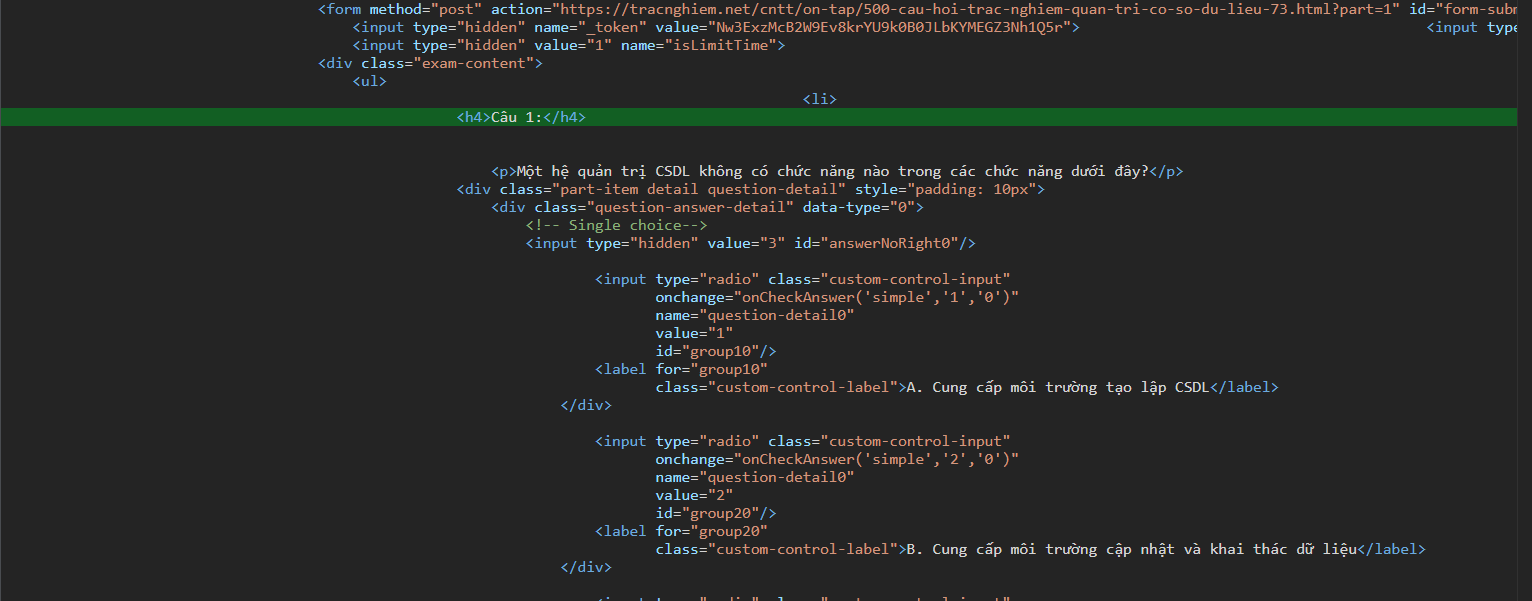 <form method="post" action="https://tracnghiem.net/cntt/on-tap/500-cau-hoi-trac-nghiem-quan-tri-co-so-du-lieu-73.html?part=1" id="form-subm
<input type="hidden" name="_token" value="Nw3ExzMcB2W9Ev8krYU9k0B0JLbKYMEGZ3Nh1Q5r"> <input type
<input type="hidden" value="1" name="isLimitTime">
<div class="exam-content">
<ul>
<li>
<h4>Câu 1:</h4>
<p>Một hệ quản trị CSDL không có chức năng nào trong các chức năng dưới đây?</p>
<div class="part-item detail question-detail" style="padding: 10px">
<div class="question-answer-detail" data-type="0">
<!-- Single choice-->
<input type="hidden" value="3" id="answerNoRight0"/>
<input type="radio" class="custom-control-input"
onchange="onCheckAnswer('simple','1','0')"
name="question-detail0"
value="1"
id="group10"/>
<label for="group10"
class="custom-control-label">A. Cung cấp môi trường tạo lập CSDL</label>
</div>
<input type="radio" class="custom-control-input"
onchange="onCheckAnswer('simple','2','0')"
name="question-detail0"
value="2"
id="group20"/>
<label for="group20"
class="custom-control-label">B. Cung cấp môi trường cập nhật và khai thác dữ liệu</label>
</div>